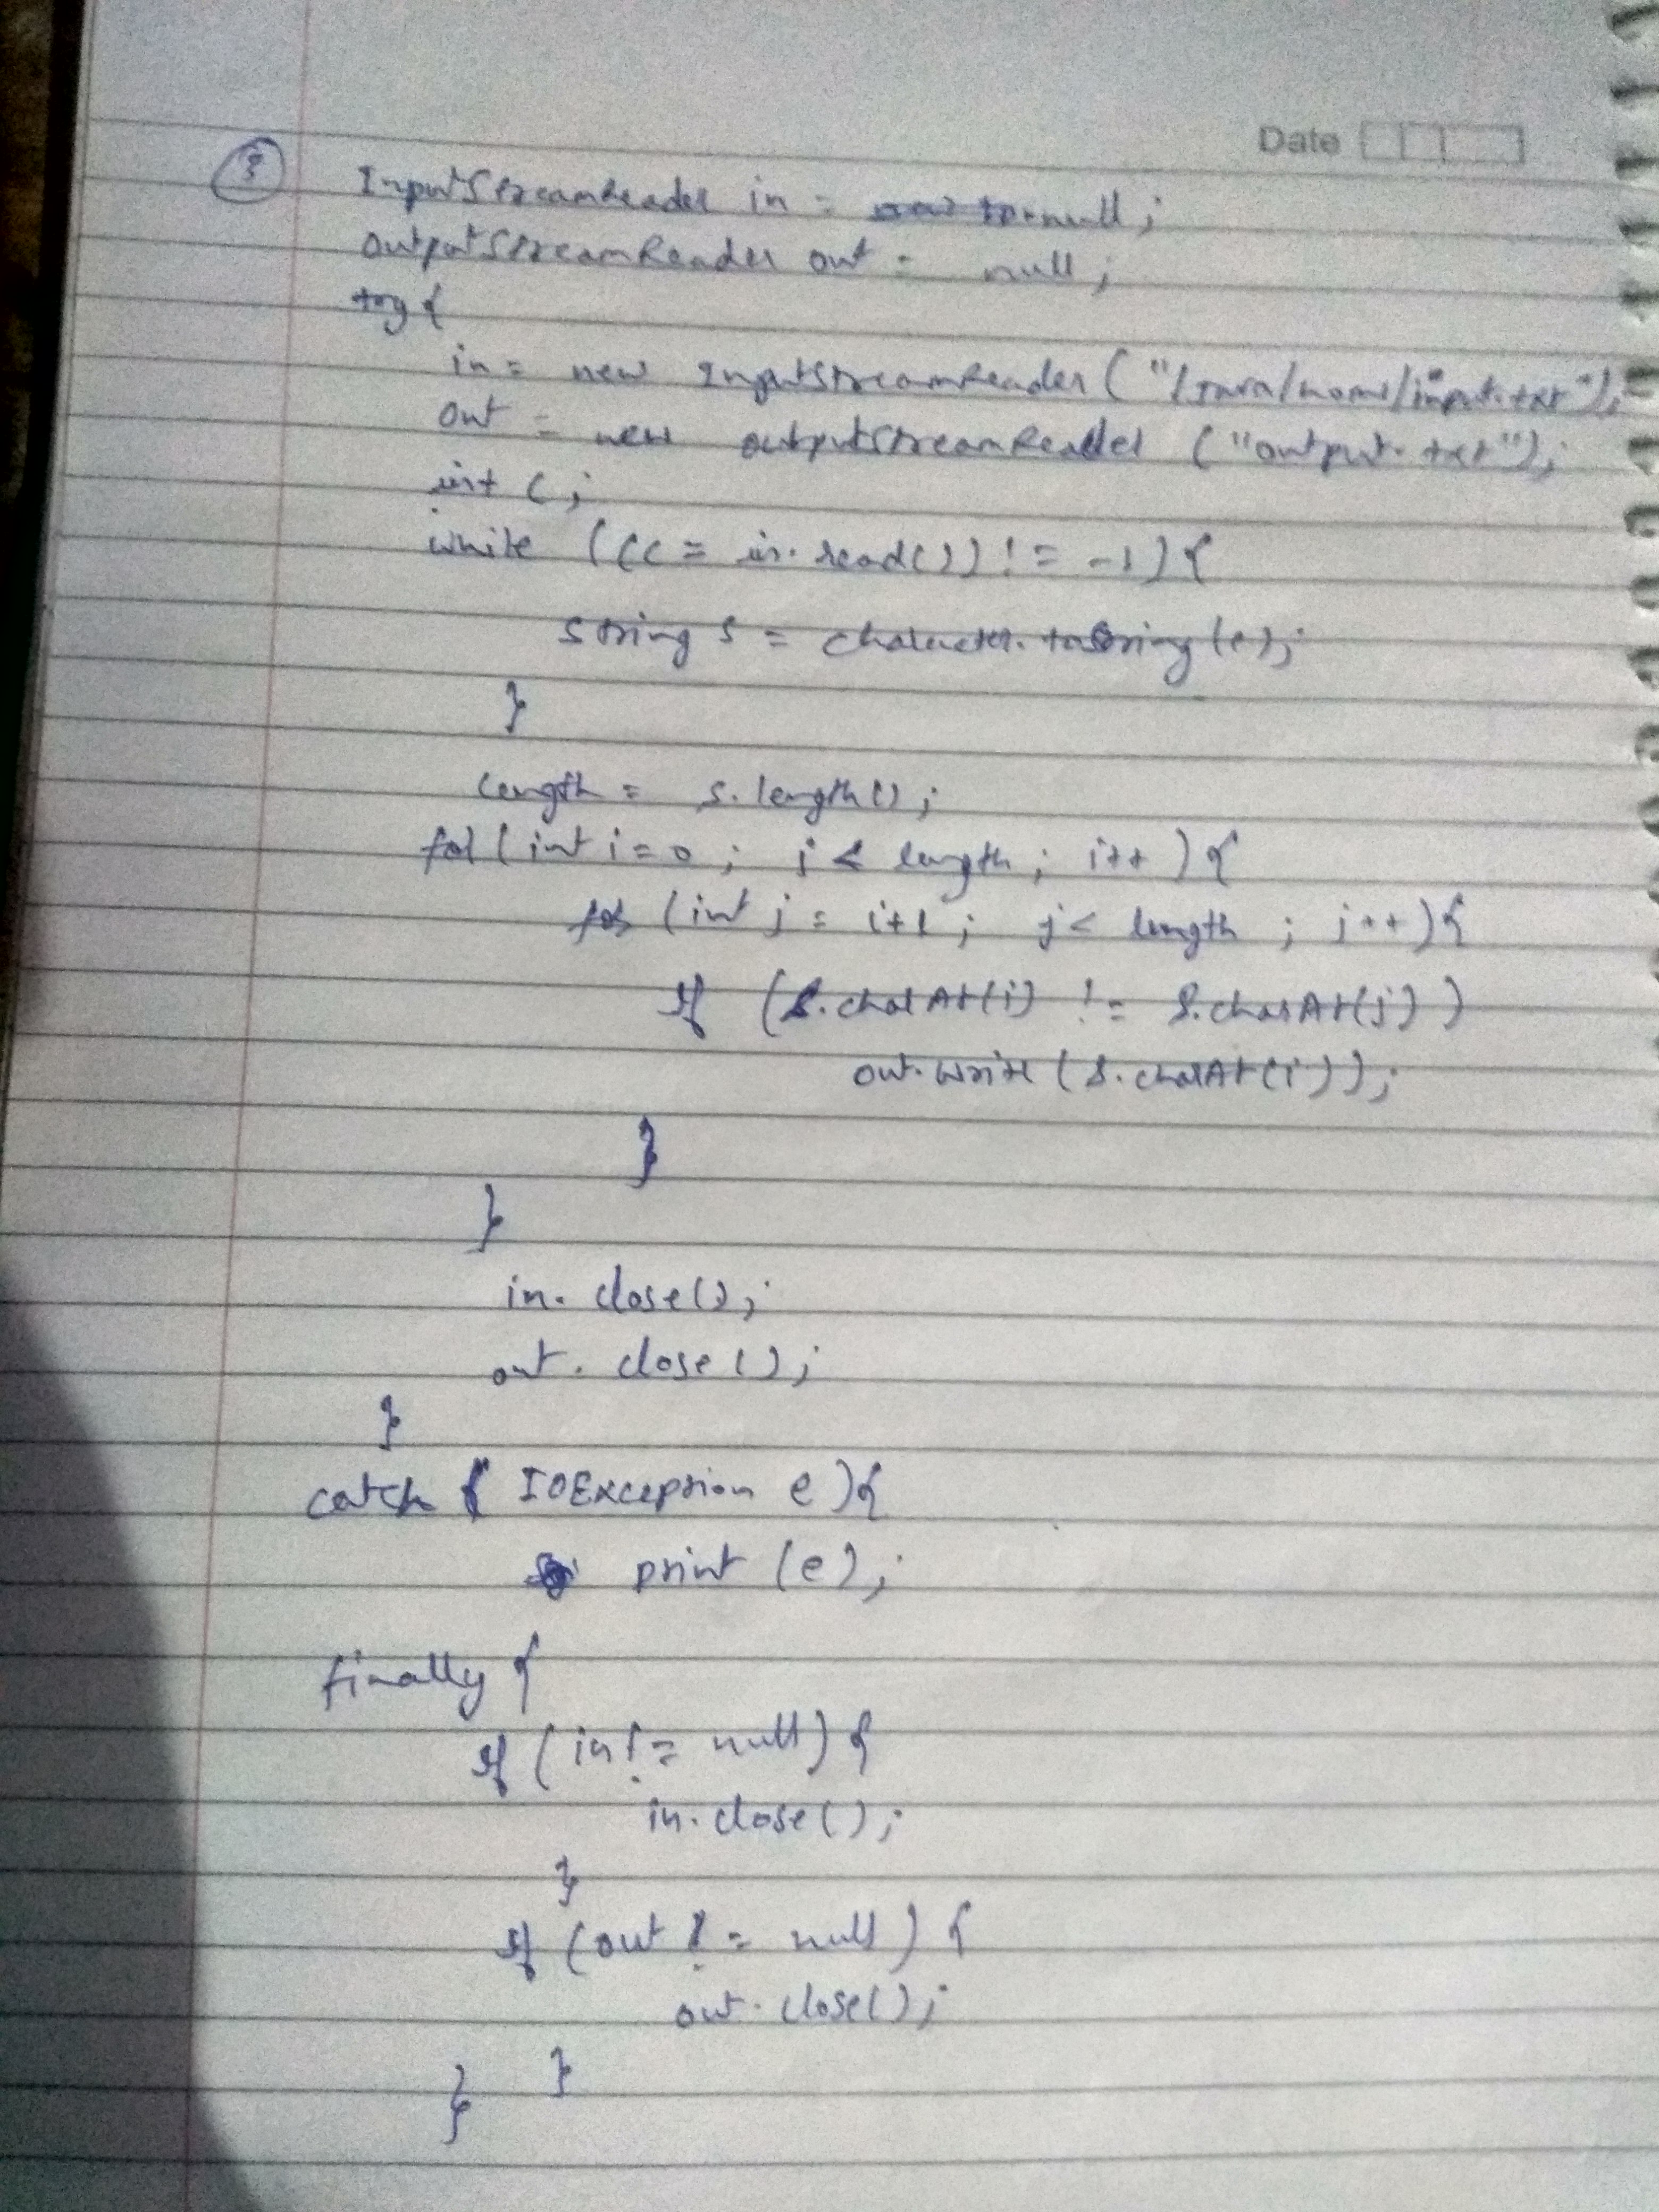 Date
InputStreamReader in = null;
OutputStreamReader out = null;
try {
in = new InputStreamReader ("/java/home/input.txt");
out = new outputStreamReader ("output.txt");
int c;
while ((c = in.read()) != -1) {
String s = character.toString(c);
}
length = s.length();
for (int i=0; i < length; i++) {
for (int j = i+1; j < length; j++) {
if (s.charAt(i) != s.charAt(j))
out.write (s.charAt(i));
}
}
in.close();
out.close();
}
catch ( IOException e) {
print (e);
finally {
if (in != null) {
in.close();
}
if (out != null) {
out.close();
}
}